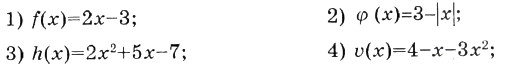 1) f(x)=2x-3; 2) φ (x)=3-|x|;
3) h(x)=2x²+5x-7; 4) υ(x)=4-x-3x²;